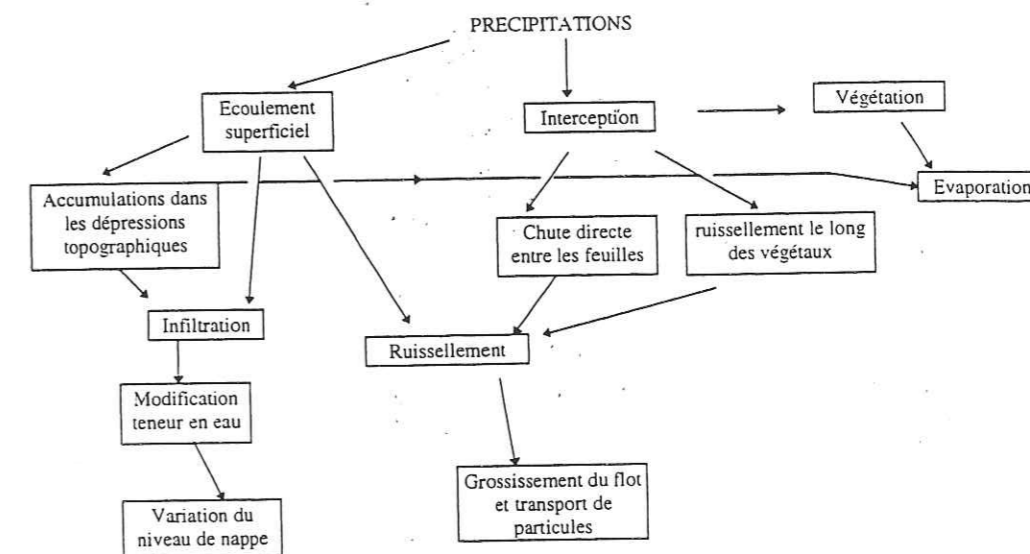 PRECIPITATIONS
Ecoulement
superficiel
Interception
Végétation
Accumulations dans
les dépressions
topographiques
Evaporation
Chute directe
entre les feuilles
ruissellement le long
des végétaux
Infiltration
Ruissellement
Modification
teneur en eau
Grossissement du flot
et transport de
particules
Variation du
niveau de nappe